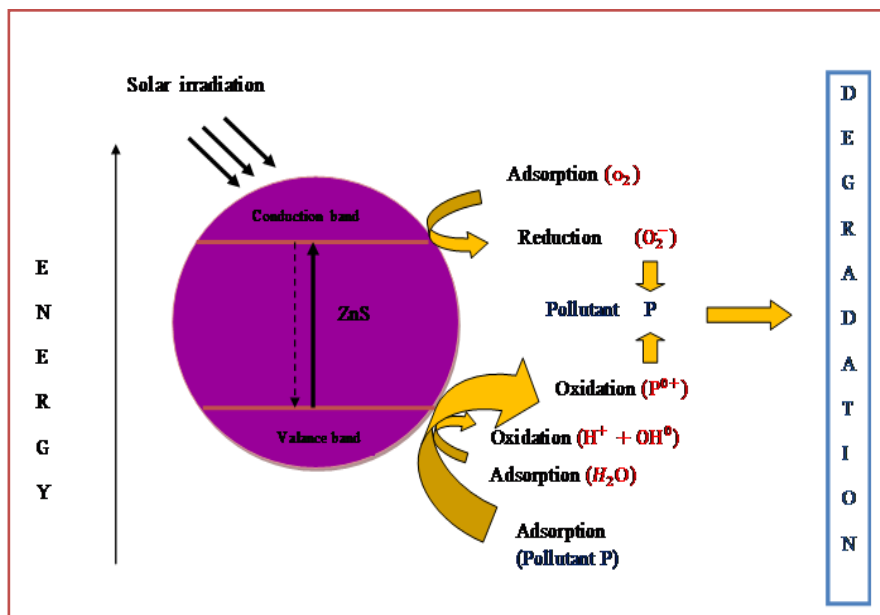 Solar irradiation
Adsorption (o₂)
Conduction band
Reduction (O₂⁻)
ZnS
Pollutant P
Oxidation (P⁰⁺)
Valance band
Oxidation (H⁺ + OH⁰)
Adsorption (H₂O)
Adsorption
(Pollutant P)
E
N
E
R
G
Y
D
E
G
R
A
D
A
T
I
O
N